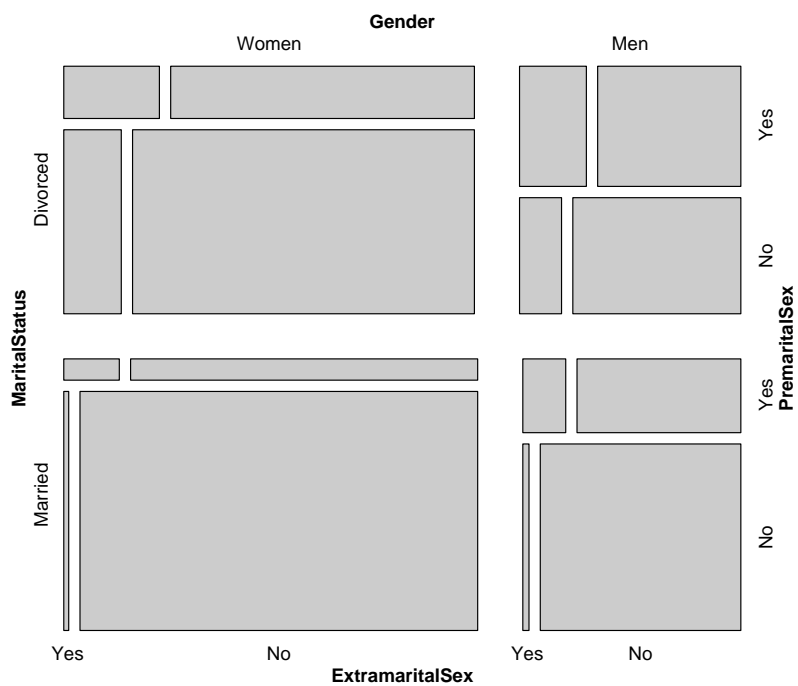 Gender
Women Men
MaritalStatus
Divorced
Married
Yes
No
Yes
No
PremaritalSex
Yes No Yes No
ExtramaritalSex